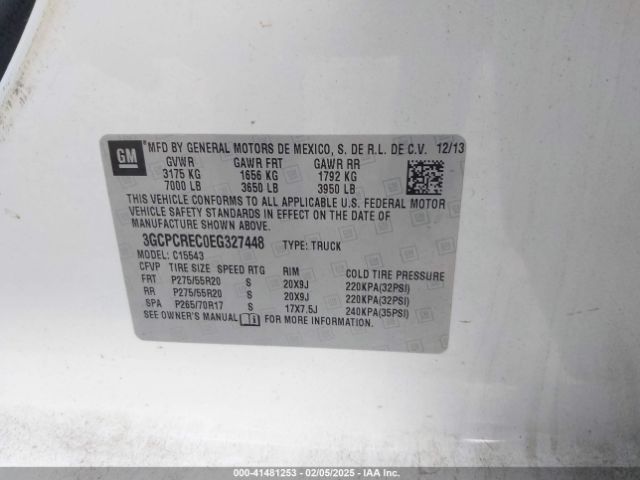 GM
MFD BY GENERAL MOTORS DE MEXICO, S. DE R.L. DE C.V. 12/13
GVWR GAWR FRT GAWR RR
3175 KG 1656 KG 1792 KG
7000 LB 3650 LB 3950 LB
THIS VEHICLE CONFORMS TO ALL APPLICABLE U.S. FEDERAL MOTOR
VEHICLE SAFETY STANDARDS IN EFFECT ON THE DATE OF
MANUFACTURE SHOWN ABOVE.
3GCPCREC0EG327448 TYPE: TRUCK
MODEL: C15543
CFVP TIRE SIZE SPEED RTG RIM COLD TIRE PRESSURE
FRT P275/55R20 S 20X9J 220KPA(32PSI)
RR P275/55R20 S 20X9J 220KPA(32PSI)
SPA P265/70R17 S 17X7.5J 240KPA(35PSI)
SEE OWNER'S MANUAL FOR MORE INFORMATION.
000-41481253 - 02/05/2025 - IAA Inc.